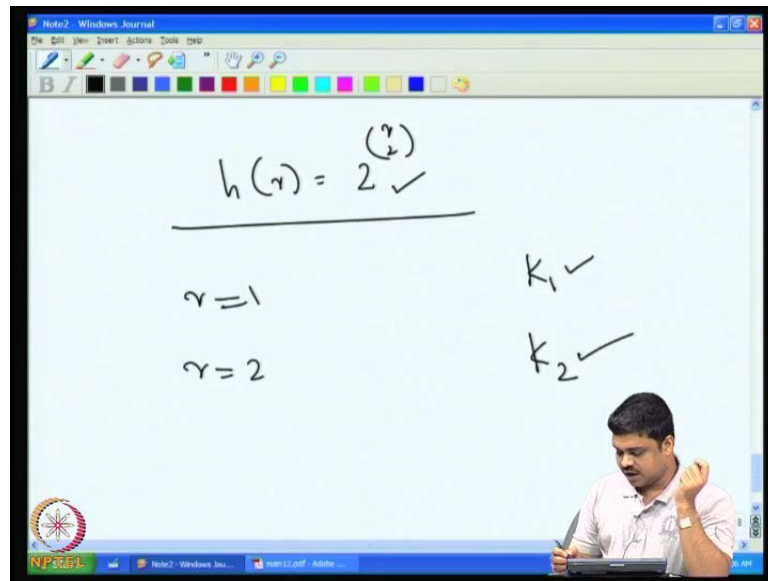 Note2 - Windows Journal
File Edit View Insert Actions Tools Help
B I
h(r) = 2^(r 2) ✓
r = 1 K₁ ✓
r = 2 K₂ ✓
NPTEL Note2 - Windows Jou... main12.pdf - Adobe ...